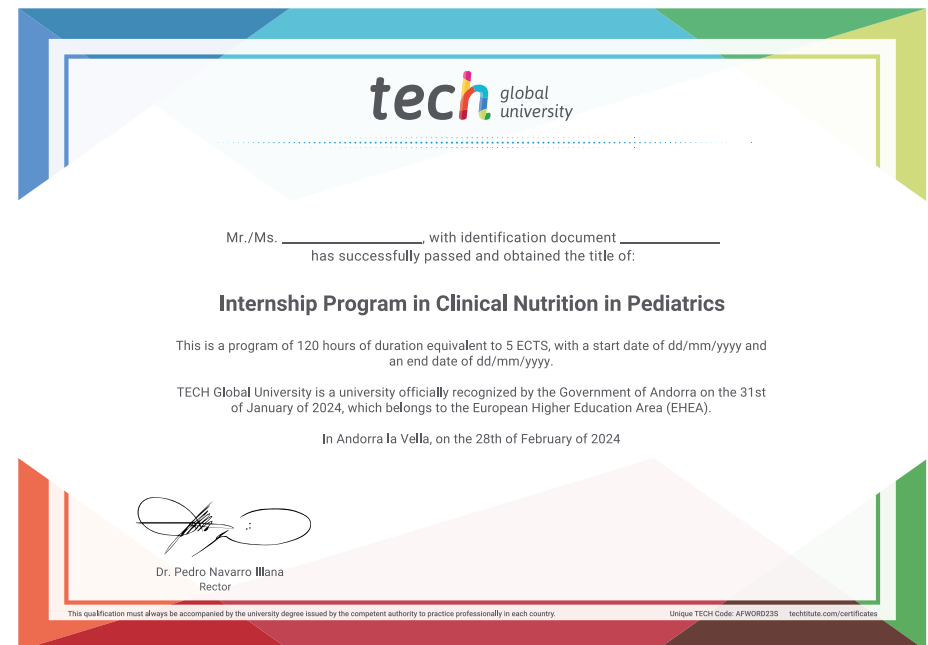 tech global university
Mr./Ms. ____________________, with identification document ______________
has successfully passed and obtained the title of:
Internship Program in Clinical Nutrition in Pediatrics
This is a program of 120 hours of duration equivalent to 5 ECTS, with a start date of dd/mm/yyyy and
an end date of dd/mm/yyyy.
TECH Global University is a university officially recognized by the Government of Andorra on the 31st
of January of 2024, which belongs to the European Higher Education Area (EHEA).
In Andorra la Vella, on the 28th of February of 2024
Dr. Pedro Navarro Illana
Rector
This qualification must always be accompanied by the university degree issued by the competent authority to practice professionally in each country. Unique TECH Code: AFWORD23S techtitute.com/certificates